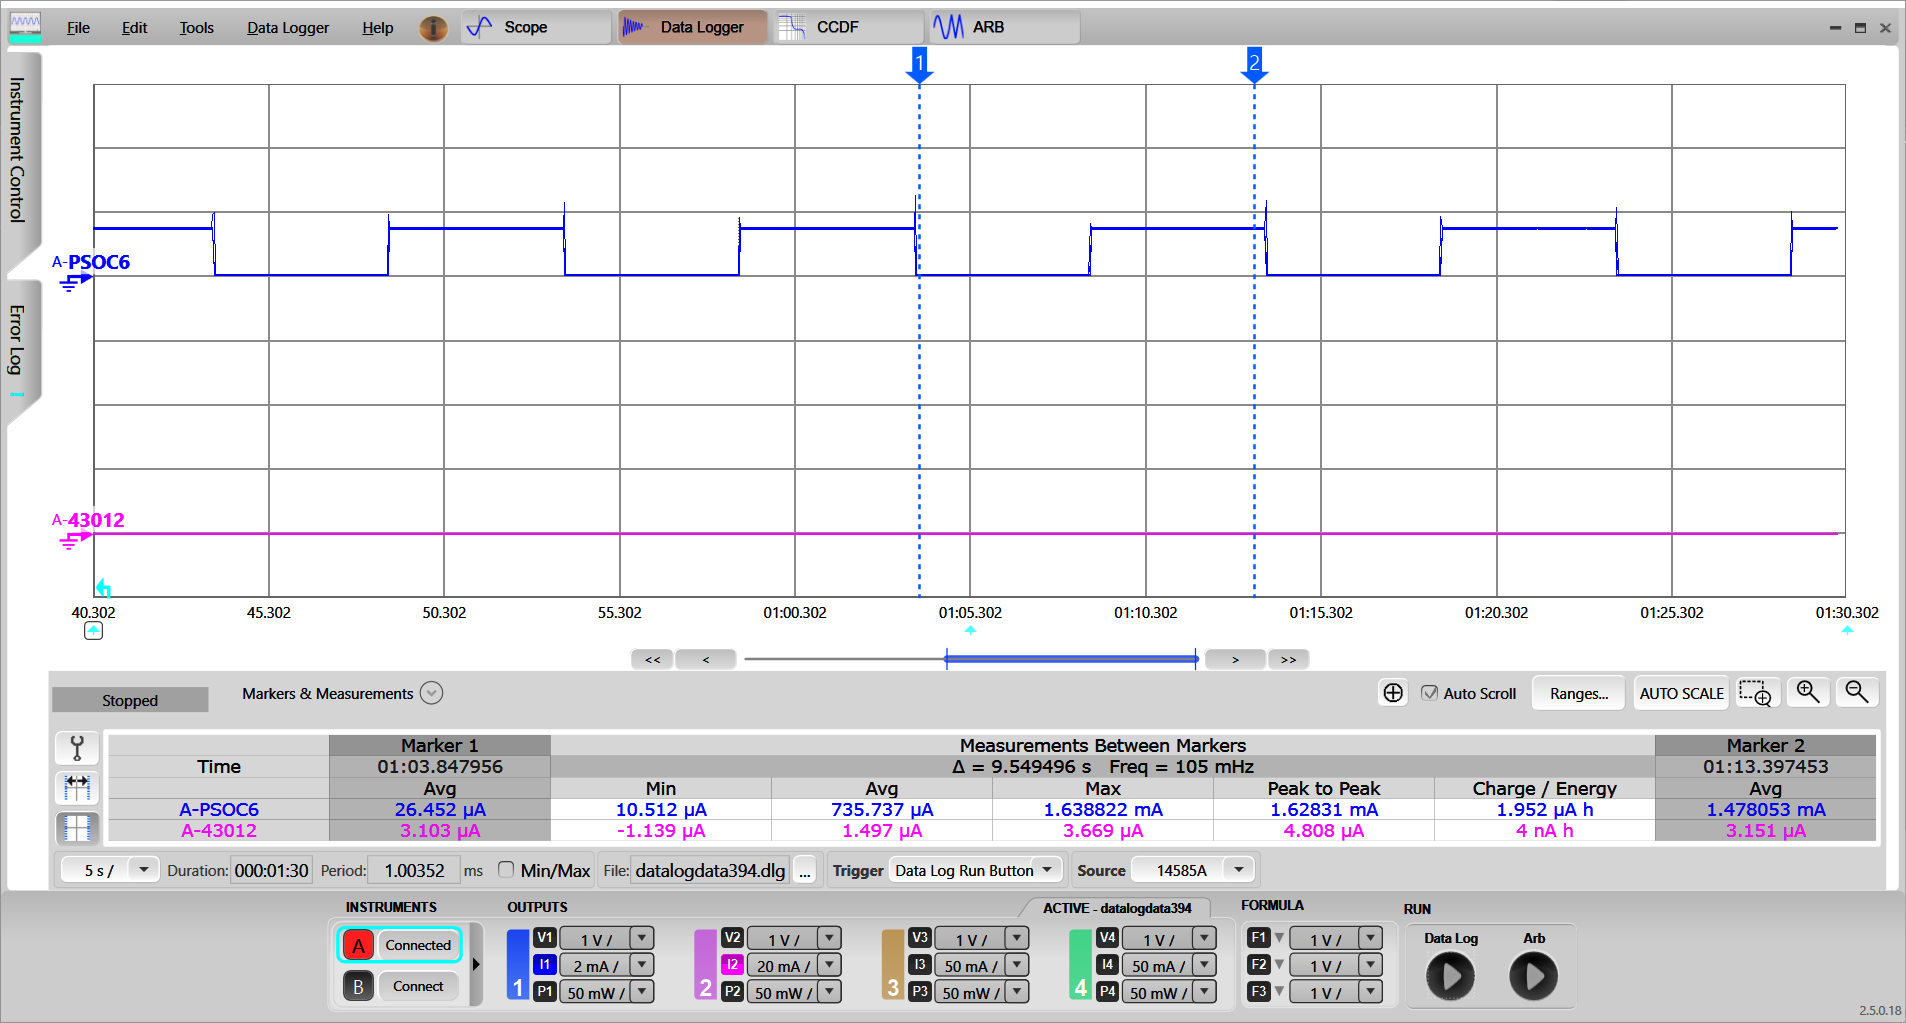 File Edit Tools Data Logger Help i Scope Data Logger CCDF ARB
Instrument Control
Error Log
1 2
A-PSOC6
A-43012
40.302 45.302 50.302 55.302 01:00.302 01:05.302 01:10.302 01:15.302 01:20.302 01:25.302 01:30.302
<< < > >>
Stopped Markers & Measurements Auto Scroll Ranges... AUTO SCALE
Marker 1 Measurements Between Markers Marker 2
Time 01:03.847956 Δ = 9.549496 s Freq = 105 mHz 01:13.397453
Avg Min Avg Max Peak to Peak Charge / Energy Avg
A-PSOC6 26.452 µA 10.512 µA 735.737 µA 1.638822 mA 1.62831 mA 1.952 µA h 1.478053 mA
A-43012 3.103 µA -1.139 µA 1.497 µA 3.669 µA 4.808 µA 4 nA h 3.151 µA
5 s / Duration: 000:01:30 Period: 1.00352 ms Min/Max File: datalogdata394.dlg ... Trigger Data Log Run Button Source 14585A
INSTRUMENTS OUTPUTS ACTIVE - datalogdata394 FORMULA RUN
A Connected V1 1 V / V2 1 V / V3 1 V / V4 1 V / F1 1 V / Data Log Arb
I1 2 mA / I2 20 mA / I3 50 mA / I4 50 mA / F2 1 V /
B Connect 1 P1 50 mW / 2 P2 50 mW / 3 P3 50 mW / 4 P4 50 mW / F3 1 V /
2.5.0.18